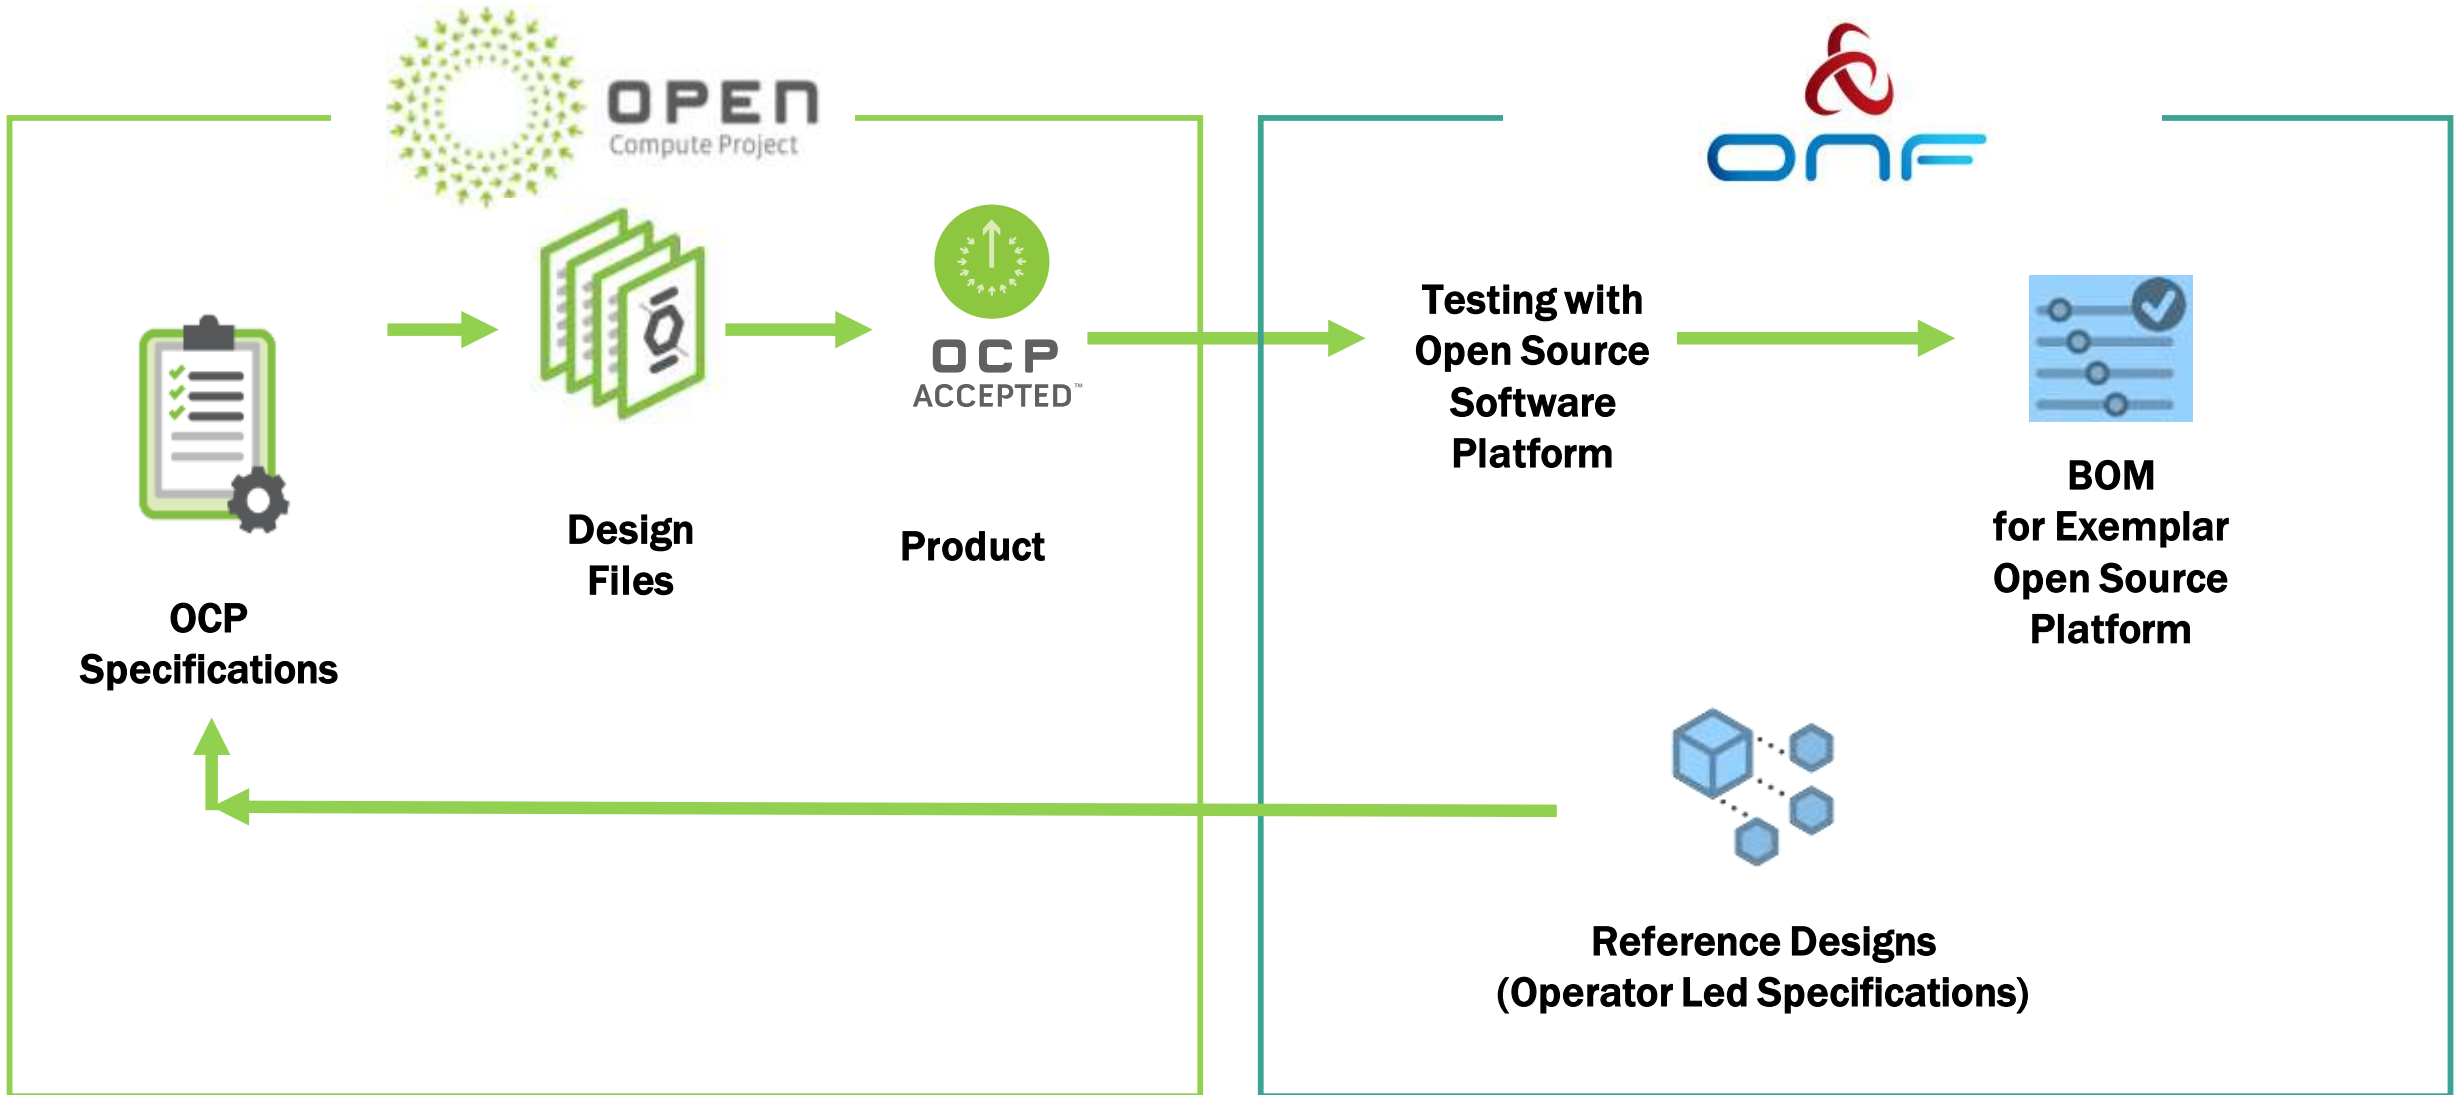 OPEN
Compute Project
ONF
OCP
ACCEPTED™
Testing with
Open Source
Software
Platform
Design
Files
Product
BOM
for Exemplar
Open Source
Platform
OCP
Specifications
Reference Designs
(Operator Led Specifications)